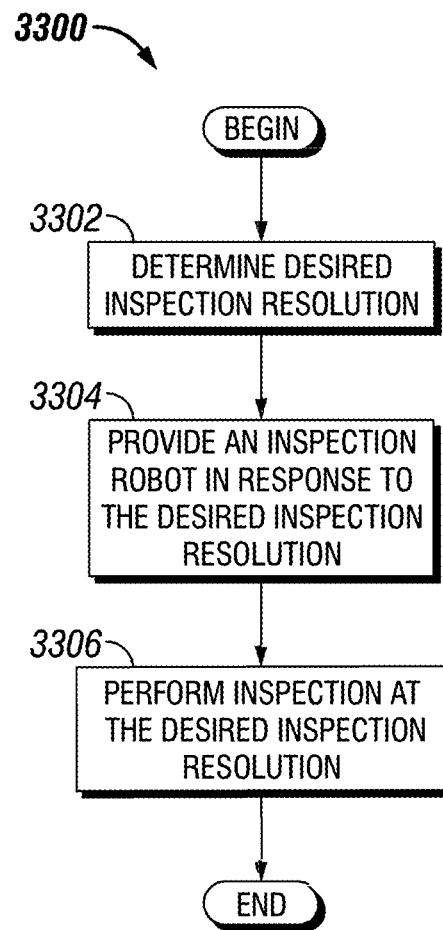 3300
BEGIN
3302
DETERMINE DESIRED
INSPECTION RESOLUTION
3304
PROVIDE AN INSPECTION
ROBOT IN RESPONSE TO
THE DESIRED INSPECTION
RESOLUTION
3306
PERFORM INSPECTION AT
THE DESIRED INSPECTION
RESOLUTION
END